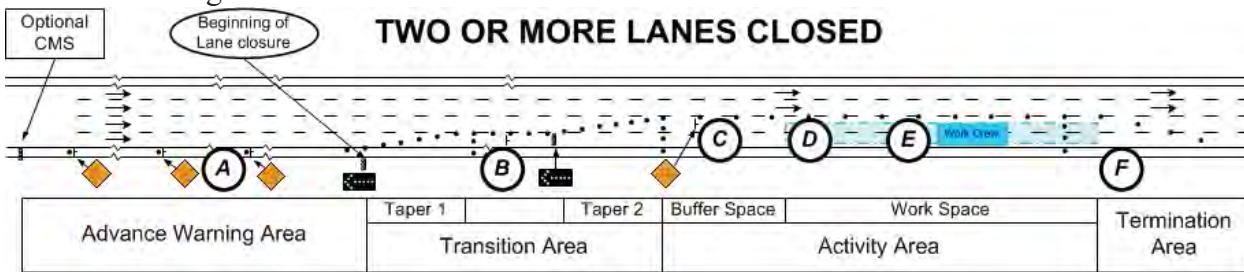 Optional
CMS
Beginning of
Lane closure
TWO OR MORE LANES CLOSED
A
B
C
D
E
Work Crew
F
Taper 1
Taper 2
Buffer Space
Work Space
Advance Warning Area
Transition Area
Activity Area
Termination
Area